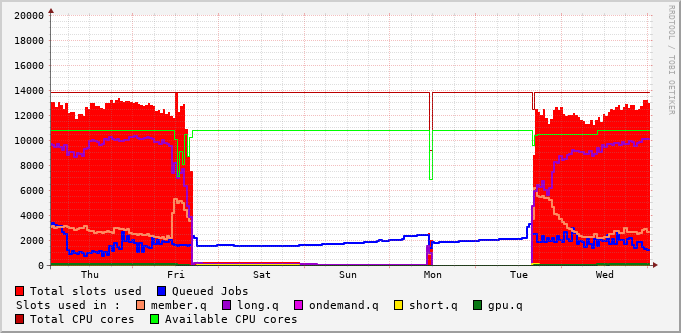 RRDTOOL / TOBI OETIKER
20000
18000
16000
14000
12000
10000
8000
6000
4000
2000
0
Thu Fri Sat Sun Mon Tue Wed
Total slots used Queued Jobs
Slots used in : member.q long.q ondemand.q short.q gpu.q
Total CPU cores Available CPU cores